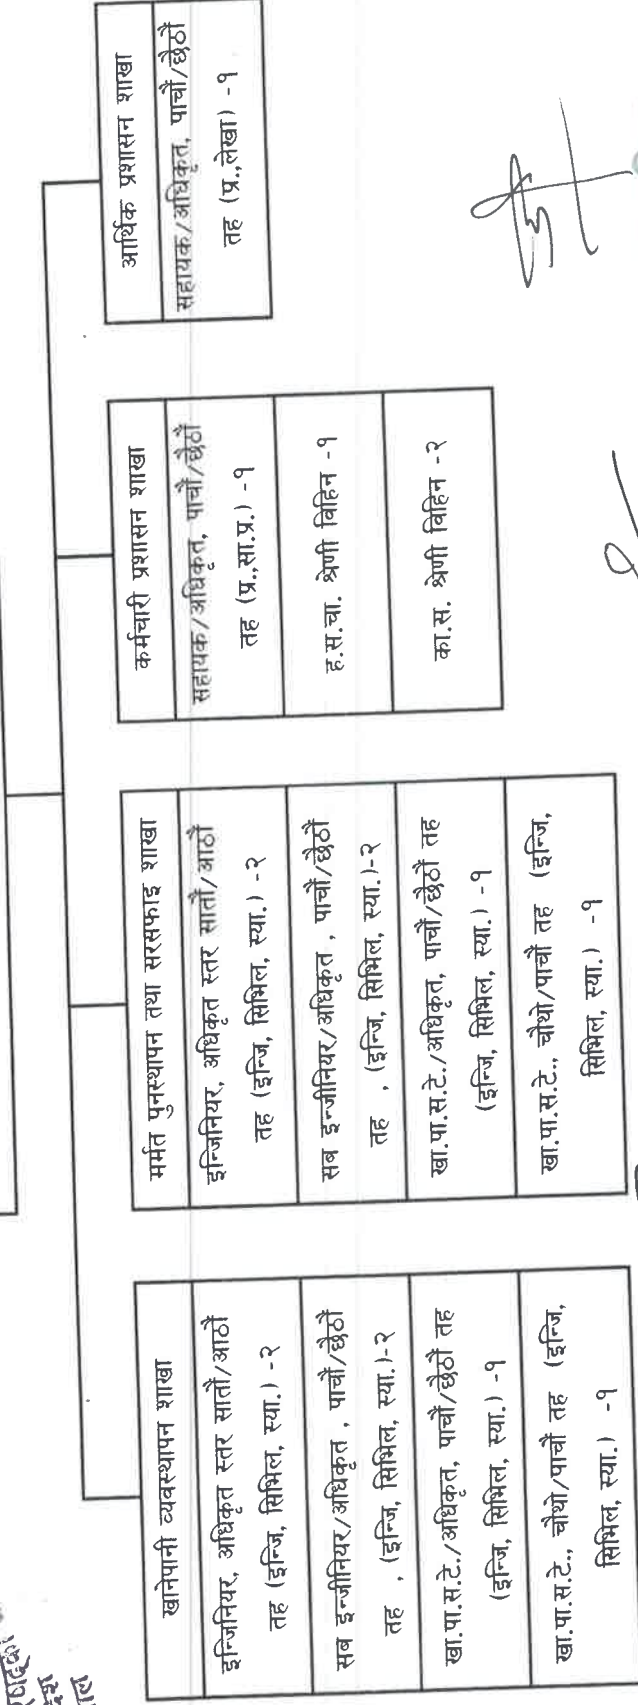 खानेपानी व्यवस्थापन शाखा
इन्जिनियर, अधिकृत स्तर सातौं/आठौं
तह (इन्जि, सिभिल, स्या.) -२
सब इन्जीनियर/अधिकृत , पाचौं/छैठौं
तह , (इन्जि, सिभिल, स्या.)-२
खा.पा.स.टे./अधिकृत, पाचौं/छैठौं तह
(इन्जि, सिभिल, स्या.) -१
खा.पा.स.टे., चौथो/पाचौं तह (इन्जि,
सिभिल, स्या.) -१
मर्मत पुनस्थापन तथा सरसफाइ शाखा
इन्जिनियर, अधिकृत स्तर सातौं/आठौं
तह (इन्जि, सिभिल, स्या.) -२
सब इन्जीनियर/अधिकृत , पाचौं/छैठौं
तह , (इन्जि, सिभिल, स्या.)-२
खा.पा.स.टे./अधिकृत, पाचौं/छैठौं तह
(इन्जि, सिभिल, स्या.) -१
खा.पा.स.टे., चौथो/पाचौं तह (इन्जि,
सिभिल, स्या.) -१
कर्मचारी प्रशासन शाखा
सहायक/अधिकृत, पाचौं/छैठौं
तह (प्र.,सा.प्र.) -१
ह.स.चा. श्रेणी विहिन -१
का.स. श्रेणी विहिन -२
आर्थिक प्रशासन शाखा
सहायक/अधिकृत, पाचौं/छैठौं
तह (प्र.,लेखा) -१